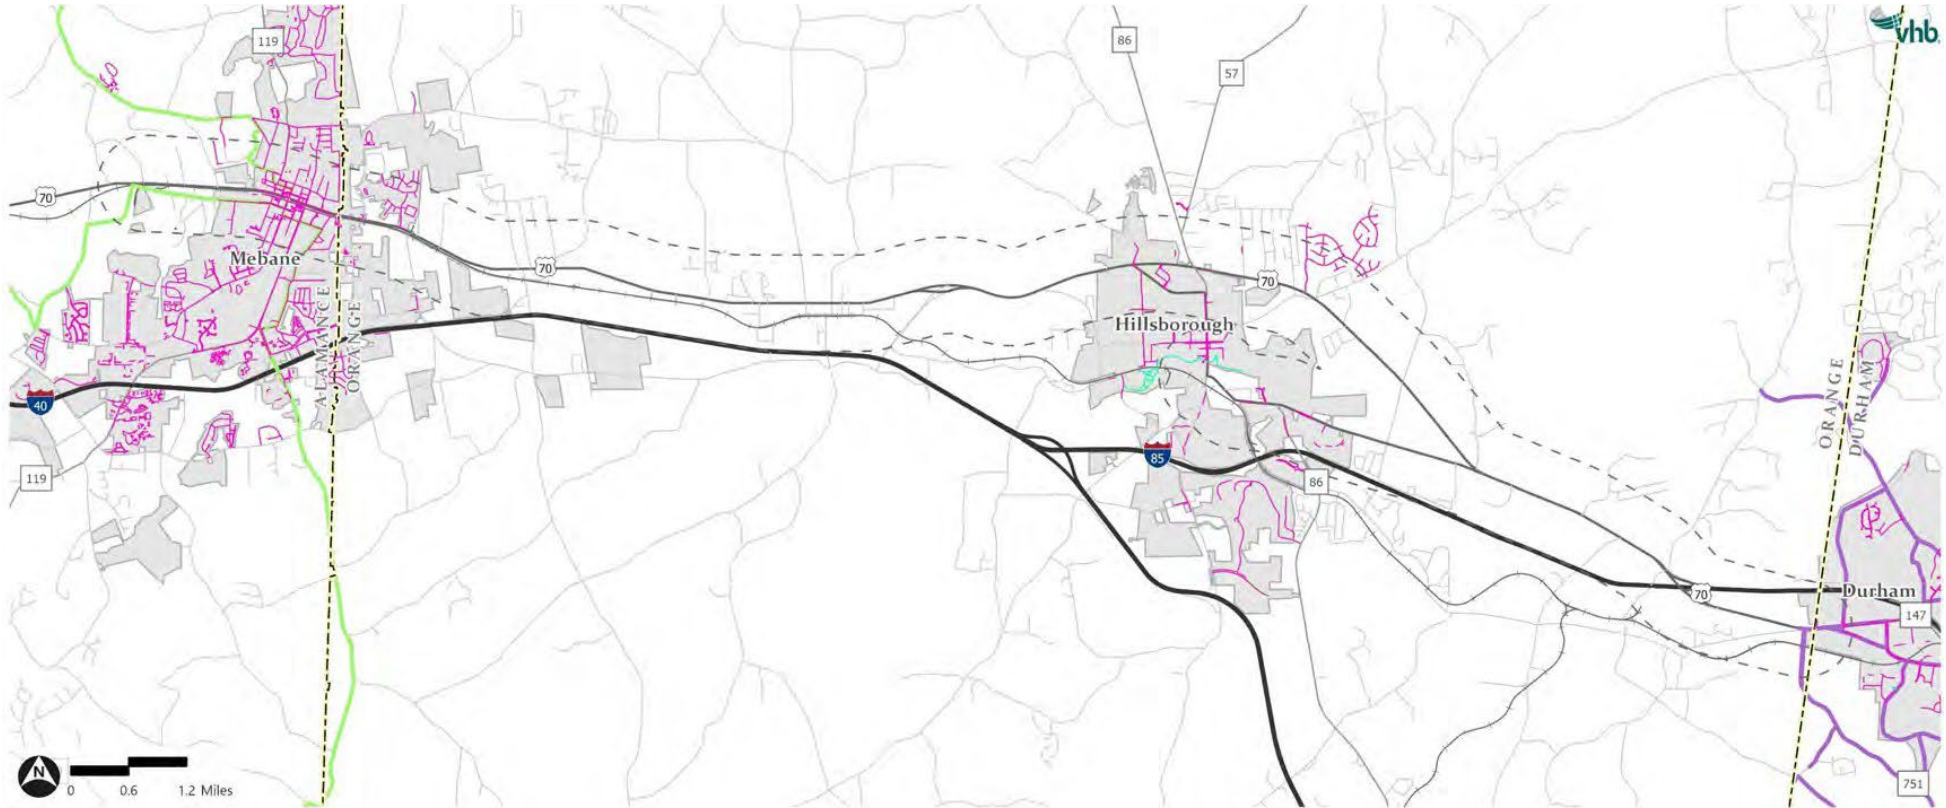 119
86
57
vhb
70
70
70
Mebane
Hillsborough
ALAMANCE
ORANGE
ORANGE
DURHAM
40
119
85
86
70
Durham
147
751
N
0 0.6 1.2 Miles